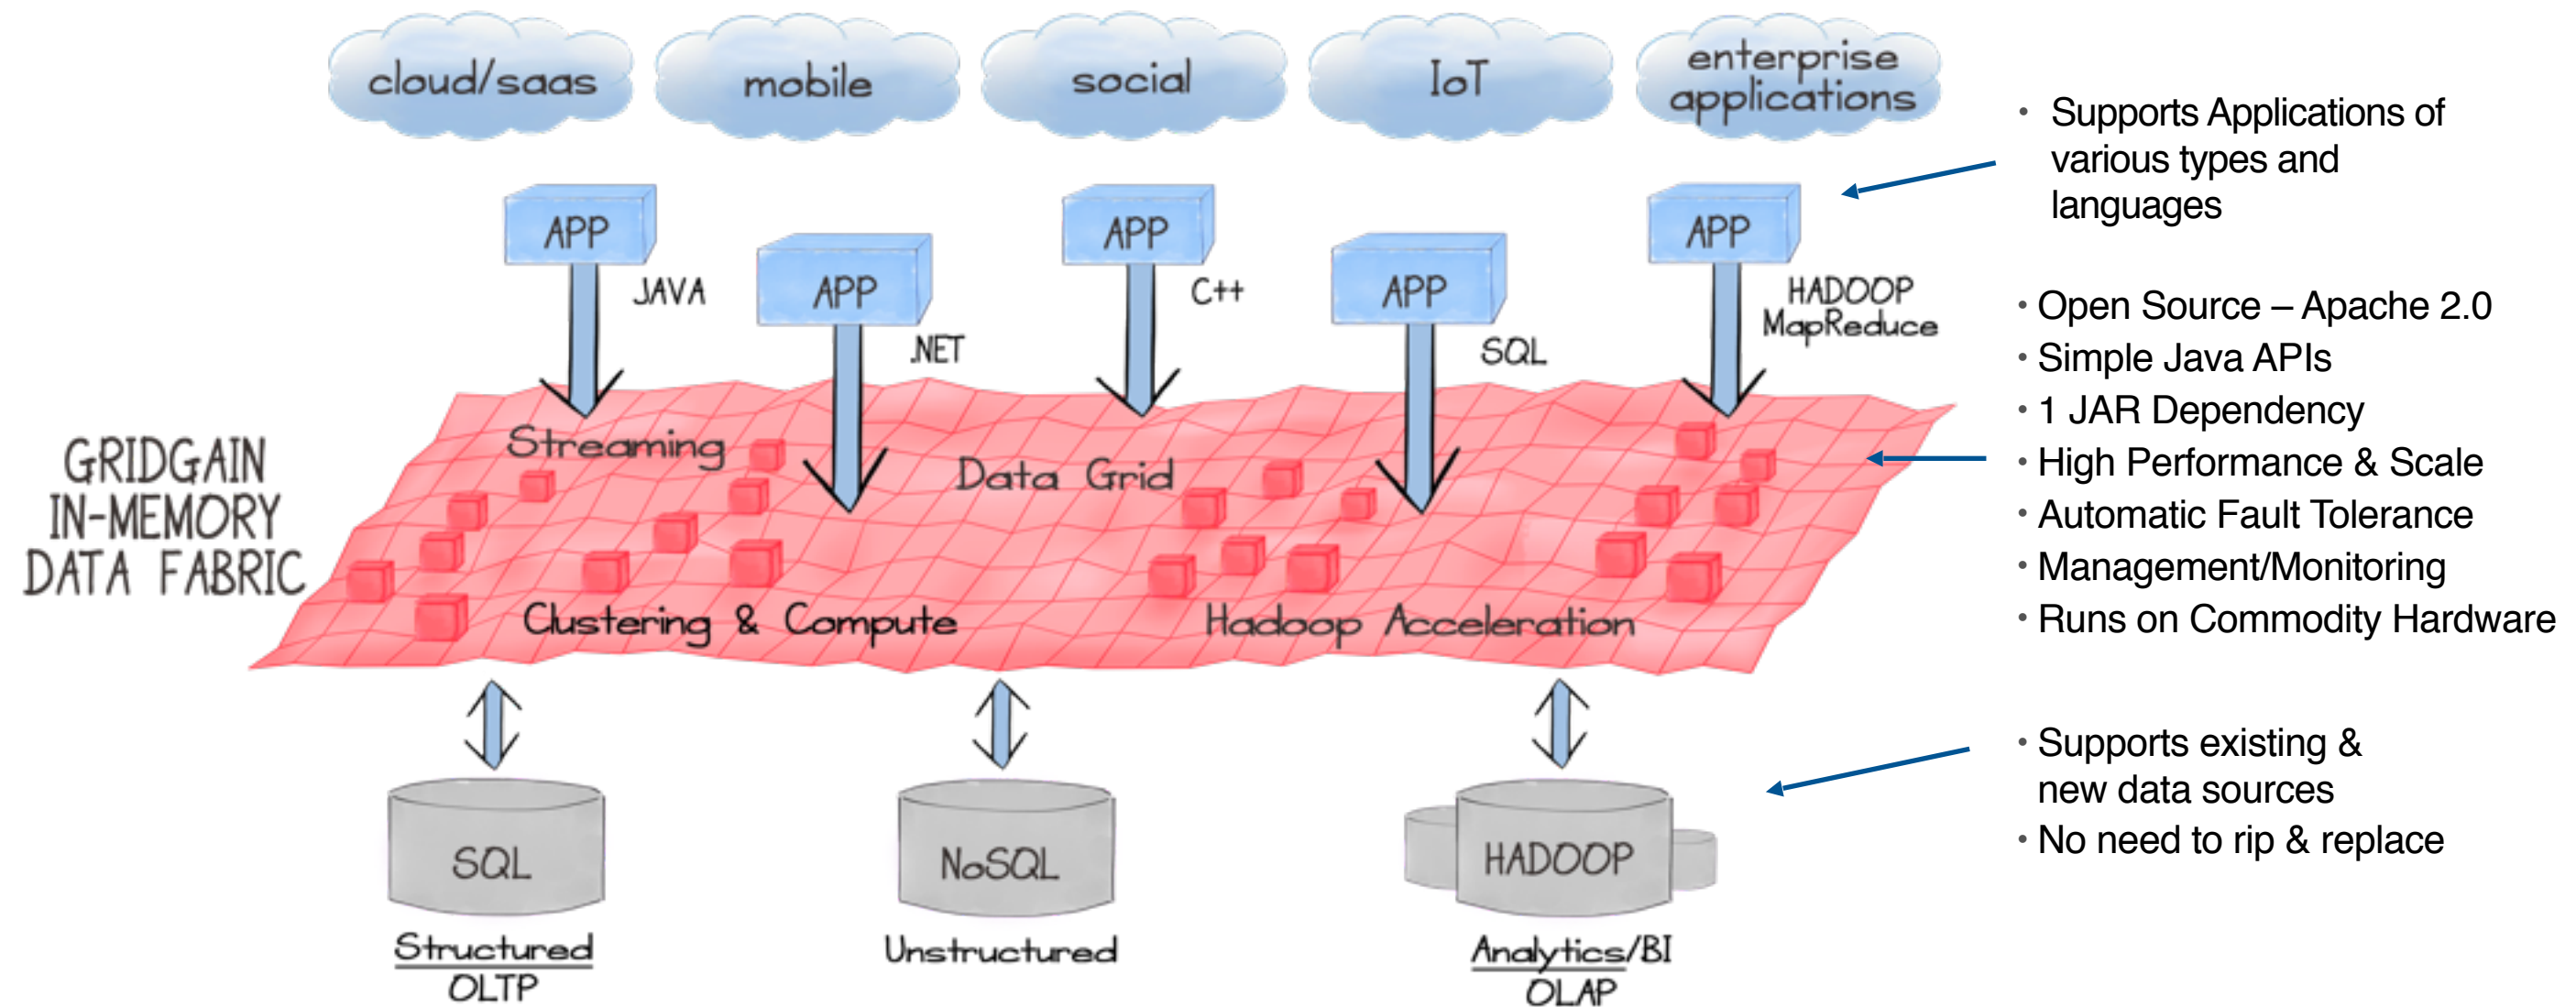 cloud/saas
mobile
social
IoT
enterprise
applications
• Supports Applications of
various types and
languages
APP
JAVA
APP
.NET
APP
C++
APP
SQL
APP
HADOOP
MapReduce
• Open Source – Apache 2.0
• Simple Java APIs
• 1 JAR Dependency
• High Performance & Scale
• Automatic Fault Tolerance
• Management/Monitoring
• Runs on Commodity Hardware
GRIDGAIN
IN-MEMORY
DATA FABRIC
Streaming
Data Grid
Clustering & Compute
Hadoop Acceleration
• Supports existing &
new data sources
• No need to rip & replace
SQL
Structured
OLTP
NoSQL
Unstructured
HADOOP
Analytics/BI
OLAP